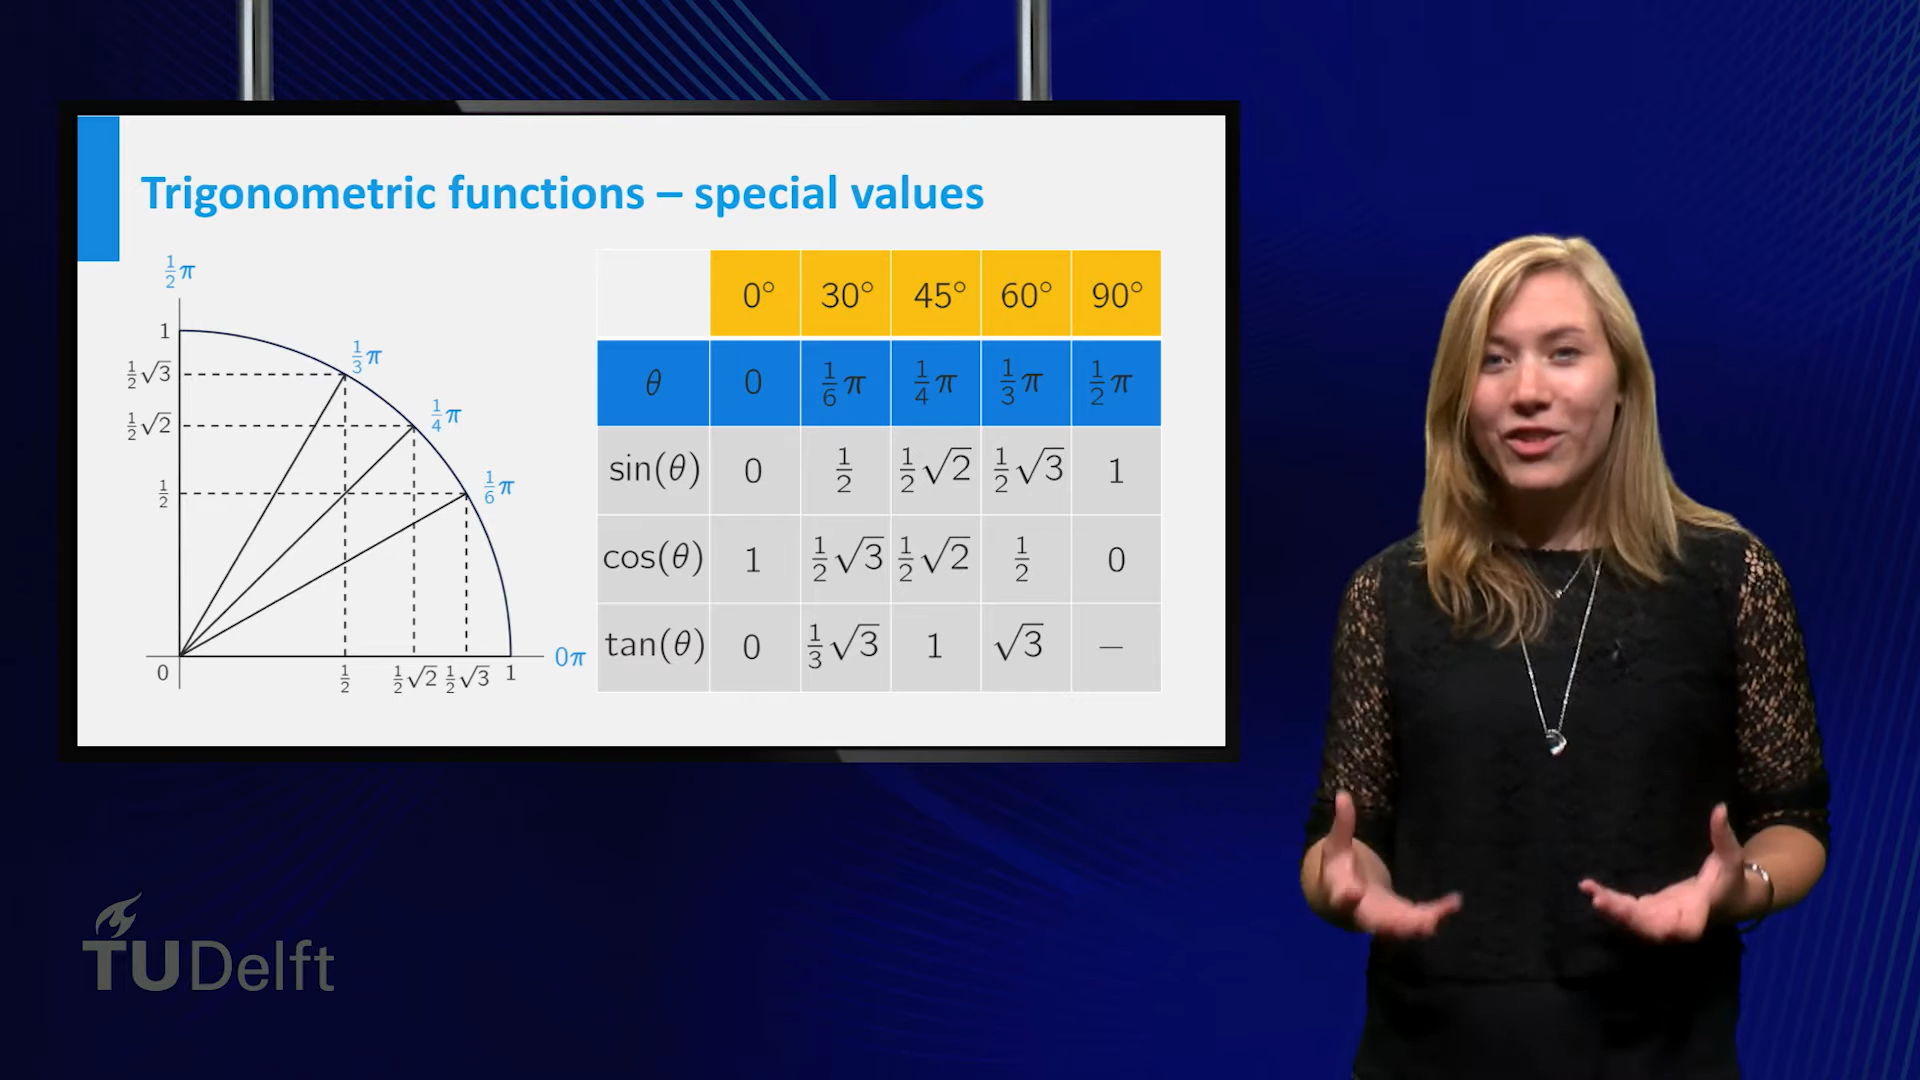 Trigonometric functions – special values
½π
1
½√3
⅓π
½√2
¼π
½
⅙π
0 ½ ½√2 ½√3 1 0π
0° 30° 45° 60° 90°
θ 0 ⅙π ¼π ⅓π ½π
sin(θ) 0 ½ ½√2 ½√3 1
cos(θ) 1 ½√3 ½√2 ½ 0
tan(θ) 0 ⅓√3 1 √3 –
TUDelft